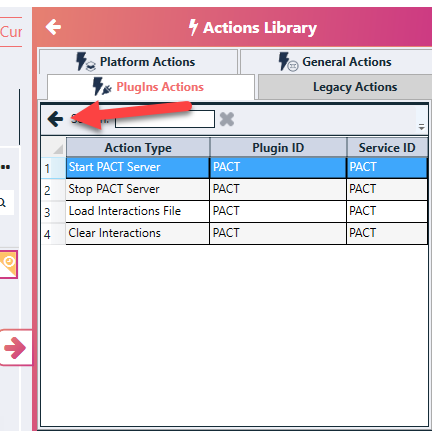 Cur
Actions Library
Platform Actions
General Actions
PlugIns Actions
Legacy Actions
Action Type Plugin ID Service ID
1 Start PACT Server PACT PACT
2 Stop PACT Server PACT PACT
3 Load Interactions File PACT PACT
4 Clear Interactions PACT PACT